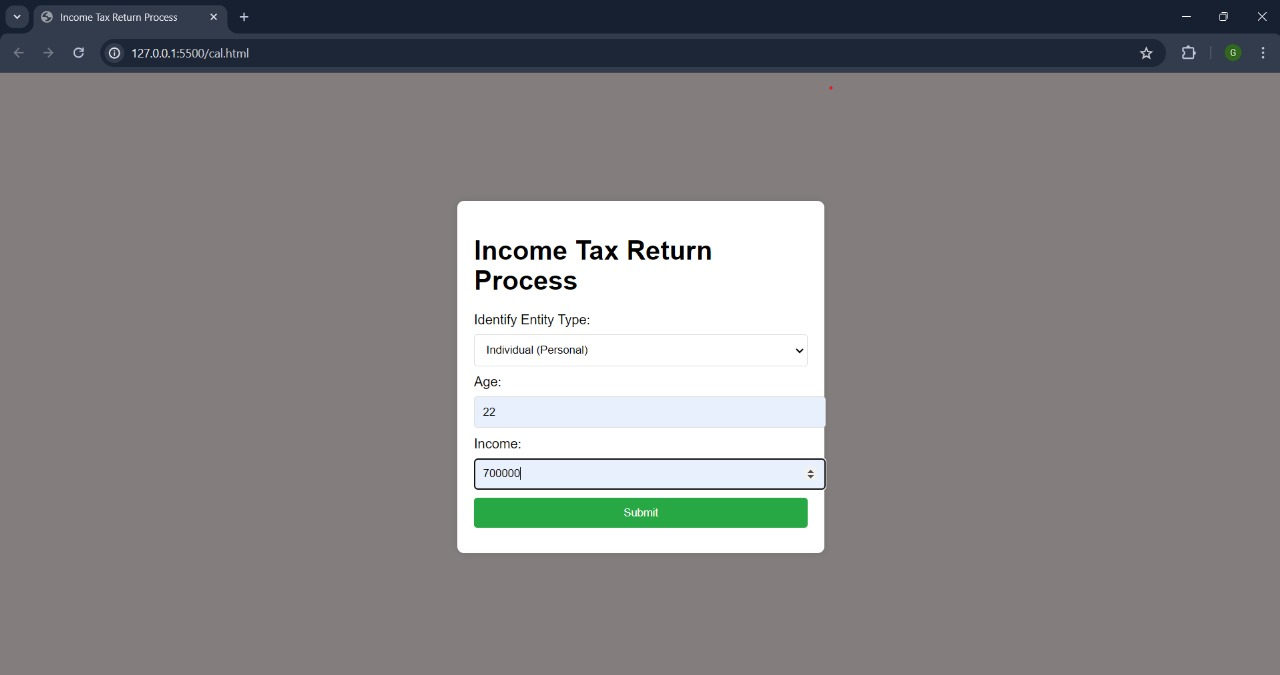 Income Tax Return Process
127.0.0.1:5500/cal.html
G
Income Tax Return
Process
Identify Entity Type:
Individual (Personal)
Age:
22
Income:
700000
Submit